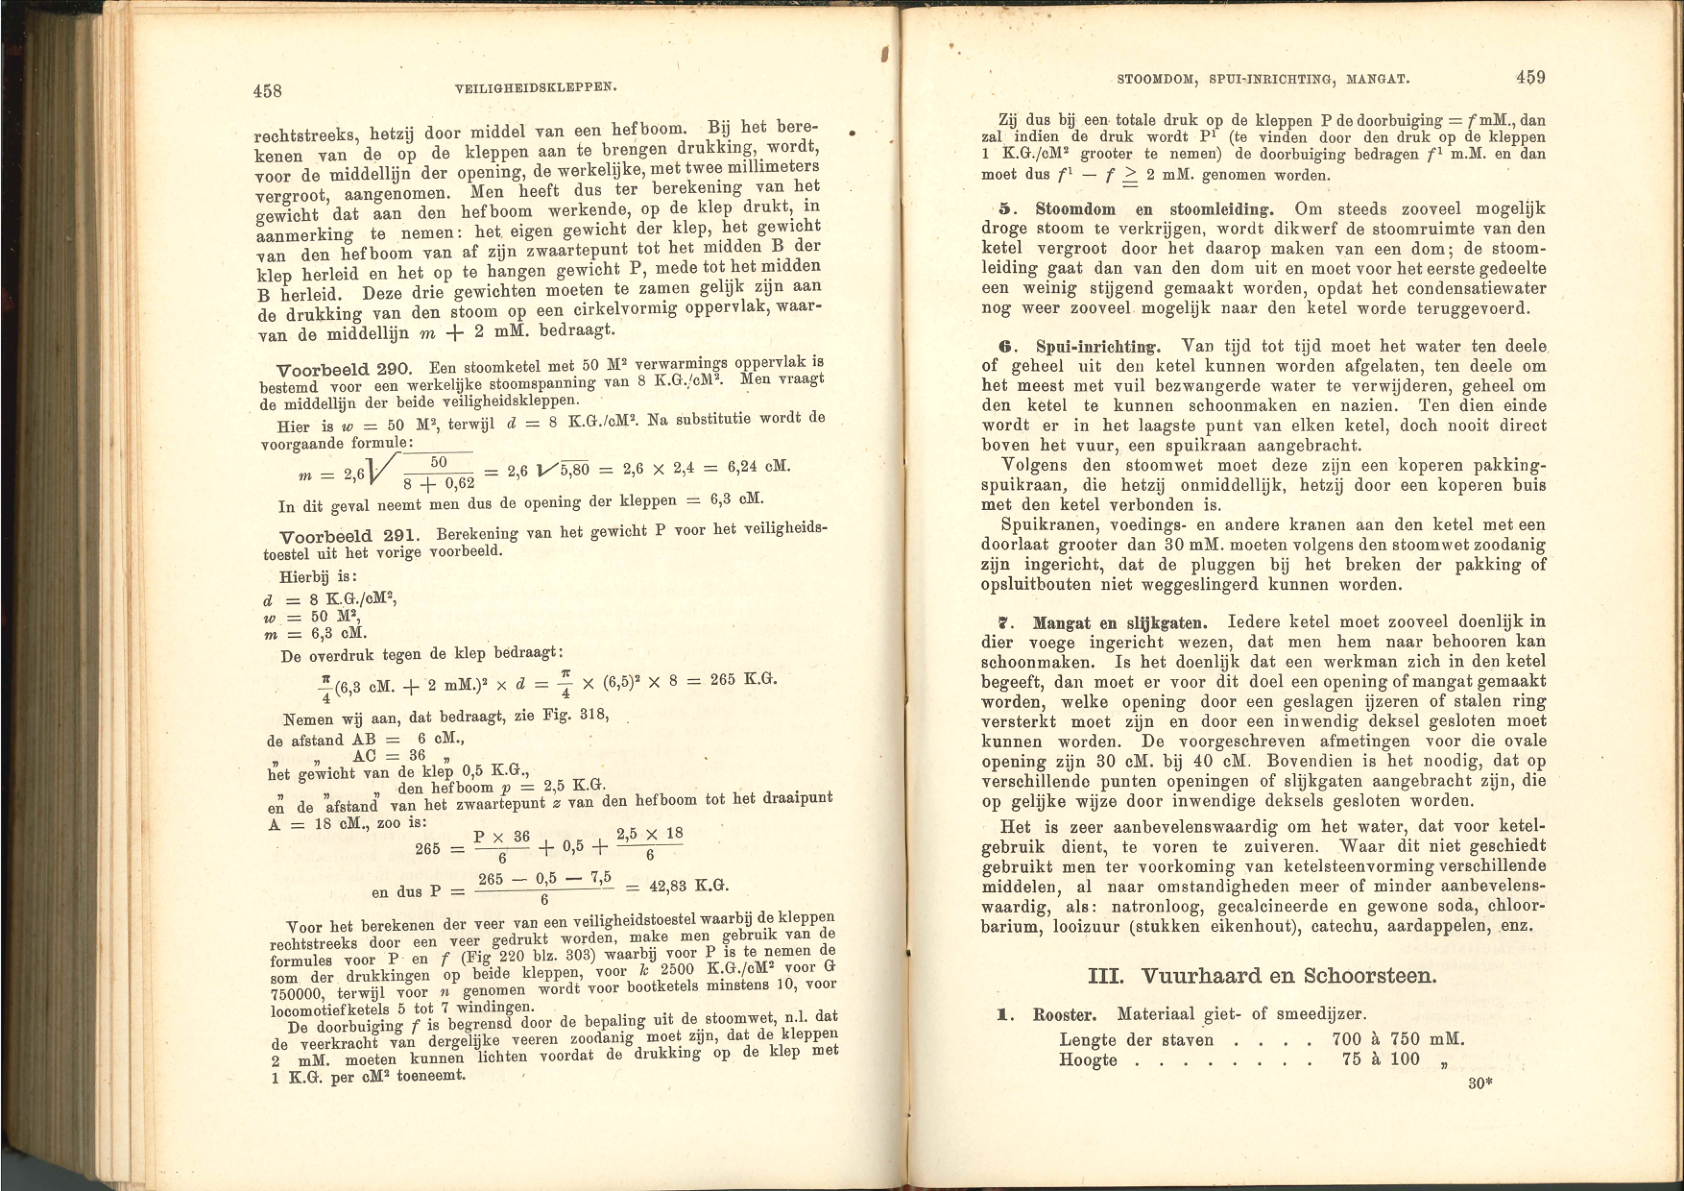 458 VEILIGHEIDSKLEPPEN.
rechtstreeks, hetzij door middel van een hefboom. Bij het bere-
kenen van de op de kleppen aan te brengen drukking, wordt,
voor de middellijn der opening, de werkelijke, met twee millimeters
vergroot, aangenomen. Men heeft dus ter berekening van het
gewicht dat aan den hefboom werkende, op de klep drukt, in
aanmerking te nemen: het eigen gewicht der klep, het gewicht
van den hefboom van af zijn zwaartepunt tot het midden B der
klep herleid en het op te hangen gewicht P, mede tot het midden
B herleid. Deze drie gewichten moeten te zamen gelijk zijn aan
de drukking van den stoom op een cirkelvormig oppervlak, waar-
van de middellijn m + 2 mM. bedraagt.
Voorbeeld 290. Een stoomketel met 50 M² verwarmings oppervlak is
bestemd voor een werkelijke stoomspanning van 8 K.G./cM². Men vraagt
de middellijn der beide veiligheidskleppen.
Hier is w = 50 M², terwijl d = 8 K.G./cM². Na substitutie wordt de
voorgaande formule:
m = 2,6 √ 50 / 8 + 0,62 = 2,6 √5,80 = 2,6 × 2,4 = 6,24 cM.
In dit geval neemt men dus de opening der kleppen = 6,3 cM.
Voorbeeld 291. Berekening van het gewicht P voor het veiligheids-
toestel uit het vorige voorbeeld.
Hierbij is:
d = 8 K.G./cM²,
w = 50 M²,
m = 6,3 cM.
De overdruk tegen de klep bedraagt:
π/4 (6,3 cM. + 2 mM.)² × d = π/4 × (6,5)² × 8 = 265 K.G.
Nemen wij aan, dat bedraagt, zie Fig. 318,
de afstand AB = 6 cM.,
„ „ AC = 36 „
het gewicht van de klep 0,5 K.G.,
„ „ „ den hefboom p = 2,5 K.G.
en de afstand van het zwaartepunt z van den hefboom tot het draaipunt
A = 18 cM., zoo is:
265 = P × 36 / 6 + 0,5 + 2,5 × 18 / 6
en dus P = 265 — 0,5 — 7,5 / 6 = 42,83 K.G.
Voor het berekenen der veer van een veiligheidstoestel waarbij de kleppen
rechtstreeks door een veer gedrukt worden, make men gebruik van de
formules voor P en f (Fig 220 blz. 303) waarbij voor P is te nemen de
som der drukkingen op beide kleppen, voor k 2500 K.G./cM² voor G
750000, terwijl voor n genomen wordt voor bootketels minstens 10, voor
locomotiefketels 5 tot 7 windingen.
De doorbuiging f is begrensd door de bepaling uit de stoomwet, n.l. dat
de veerkracht van dergelijke veeren zoodanig moet zijn, dat de kleppen
2 mM. moeten kunnen lichten voordat de drukking op de klep met
1 K.G. per cM² toeneemt.
STOOMDOM, SPUI-INRICHTING, MANGAT. 459
Zij dus bij een totale druk op de kleppen P de doorbuiging = f mM., dan
zal indien de druk wordt P¹ (te vinden door den druk op de kleppen
1 K.G./cM² grooter te nemen) de doorbuiging bedragen f¹ m.M. en dan
moet dus f¹ — f ≧ 2 mM. genomen worden.
5. Stoomdom en stoomleiding. Om steeds zooveel mogelijk
droge stoom te verkrijgen, wordt dikwerf de stoomruimte van den
ketel vergroot door het daarop maken van een dom; de stoom-
leiding gaat dan van den dom uit en moet voor het eerste gedeelte
een weinig stijgend gemaakt worden, opdat het condensatiewater
nog weer zooveel mogelijk naar den ketel worde teruggevoerd.
6. Spui-inrichting. Van tijd tot tijd moet het water ten deele
of geheel uit den ketel kunnen worden afgelaten, ten deele om
het meest met vuil bezwangerde water te verwijderen, geheel om
den ketel te kunnen schoonmaken en nazien. Ten dien einde
wordt er in het laagste punt van elken ketel, doch nooit direct
boven het vuur, een spuikraan aangebracht.
Volgens den stoomwet moet deze zijn een koperen pakking-
spuikraan, die hetzij onmiddellijk, hetzij door een koperen buis
met den ketel verbonden is.
Spuikranen, voedings- en andere kranen aan den ketel met een
doorlaat grooter dan 30 mM. moeten volgens den stoomwet zoodanig
zijn ingericht, dat de pluggen bij het breken der pakking of
opsluitbouten niet weggeslingerd kunnen worden.
7. Mangat en slijkgaten. Iedere ketel moet zooveel doenlijk in
dier voege ingericht wezen, dat men hem naar behooren kan
schoonmaken. Is het doenlijk dat een werkman zich in den ketel
begeeft, dan moet er voor dit doel een opening of mangat gemaakt
worden, welke opening door een geslagen ijzeren of stalen ring
versterkt moet zijn en door een inwendig deksel gesloten moet
kunnen worden. De voorgeschreven afmetingen voor die ovale
opening zijn 30 cM. bij 40 cM. Bovendien is het noodig, dat op
verschillende punten openingen of slijkgaten aangebracht zijn, die
op gelijke wijze door inwendige deksels gesloten worden.
Het is zeer aanbevelenswaardig om het water, dat voor ketel-
gebruik dient, te voren te zuiveren. Waar dit niet geschiedt
gebruikt men ter voorkoming van ketelsteenvorming verschillende
middelen, al naar omstandigheden meer of minder aanbevelens-
waardig, als: natronloog, gecalcineerde en gewone soda, chloor-
barium, looizuur (stukken eikenhout), catechu, aardappelen, enz.
III. Vuurhaard en Schoorsteen.
1. Rooster. Materiaal giet- of smeedijzer.
Lengte der staven . . . . 700 à 750 mM.
Hoogte . . . . . . . . 75 à 100 „
30*